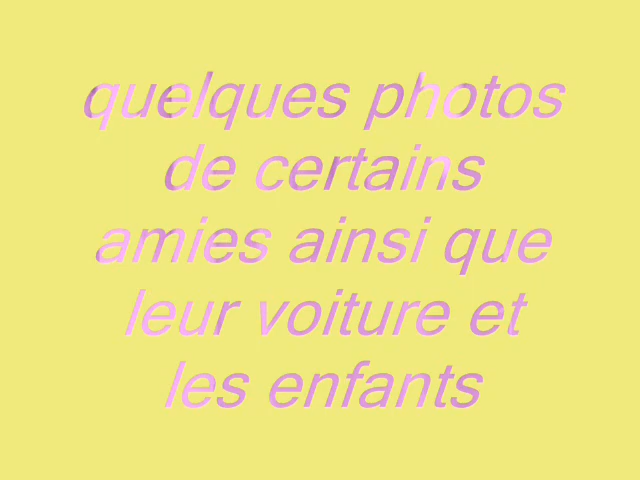 quelques photos
de certains
amies ainsi que
leur voiture et
les enfants